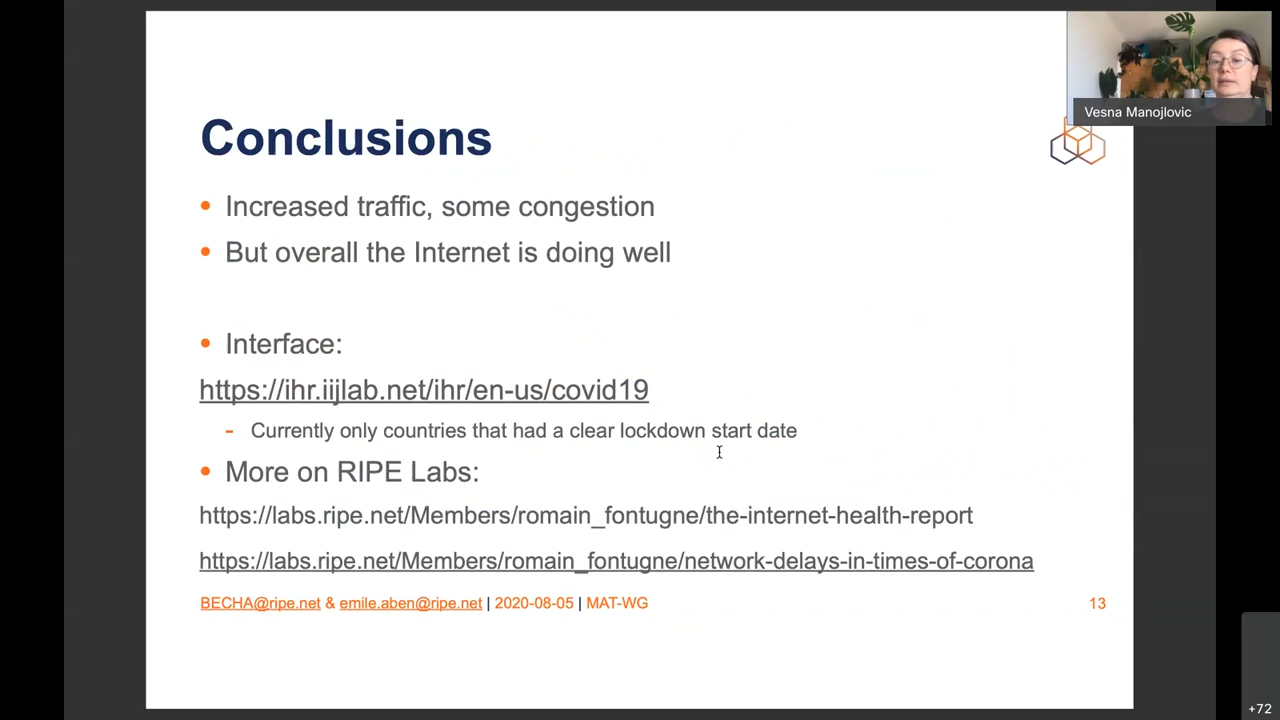 Vesna Manojlovic
Conclusions
• Increased traffic, some congestion
• But overall the Internet is doing well
• Interface:
https://ihr.iijlab.net/ihr/en-us/covid19
- Currently only countries that had a clear lockdown start date
• More on RIPE Labs:
https://labs.ripe.net/Members/romain_fontugne/the-internet-health-report
https://labs.ripe.net/Members/romain_fontugne/network-delays-in-times-of-corona
BECHA@ripe.net & emile.aben@ripe.net | 2020-08-05 | MAT-WG
13
+72